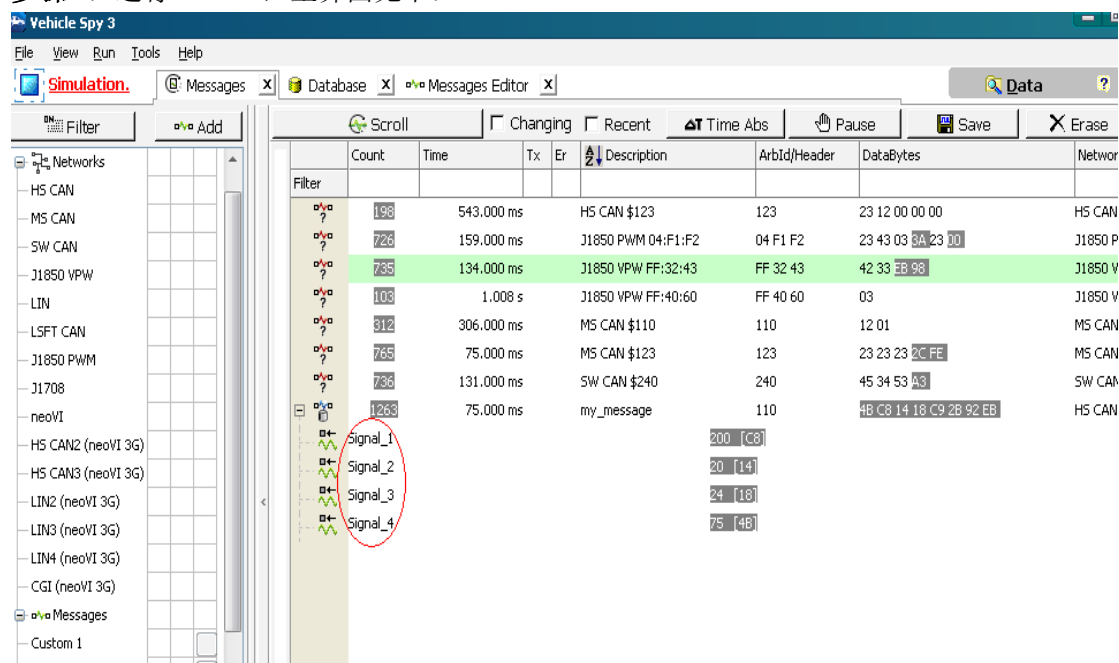 Vehicle Spy 3
File View Run Tools Help
Simulation. Messages X Database X Messages Editor X Data ?
Filter Add Scroll Changing Recent ΔT Time Abs Pause Save Erase
Count Time Tx Er Description ArbId/Header DataBytes Networ
Filter
Networks
HS CAN
MS CAN
SW CAN
J1850 VPW
LIN
LSFT CAN
J1850 PWM
J1708
neoVI
HS CAN2 (neoVI 3G)
HS CAN3 (neoVI 3G)
LIN2 (neoVI 3G)
LIN3 (neoVI 3G)
LIN4 (neoVI 3G)
CGI (neoVI 3G)
Messages
Custom 1
198 543.000 ms HS CAN $123 123 23 12 00 00 00 HS CAN
726 159.000 ms J1850 PWM 04:F1:F2 04 F1 F2 23 43 03 3A 23 00 J1850 P
735 134.000 ms J1850 VPW FF:32:43 FF 32 43 42 33 EB 98 J1850 V
103 1.008 s J1850 VPW FF:40:60 FF 40 60 03 J1850 V
312 306.000 ms MS CAN $110 110 12 01 MS CAN
765 75.000 ms MS CAN $123 123 23 23 23 2C FE MS CAN
736 131.000 ms SW CAN $240 240 45 34 53 A3 SW CAN
1263 75.000 ms my_message 110 4B C8 14 18 C9 2B 92 EB HS CAN
Signal_1 200 [C8]
Signal_2 20 [14]
Signal_3 24 [18]
Signal_4 75 [4B]